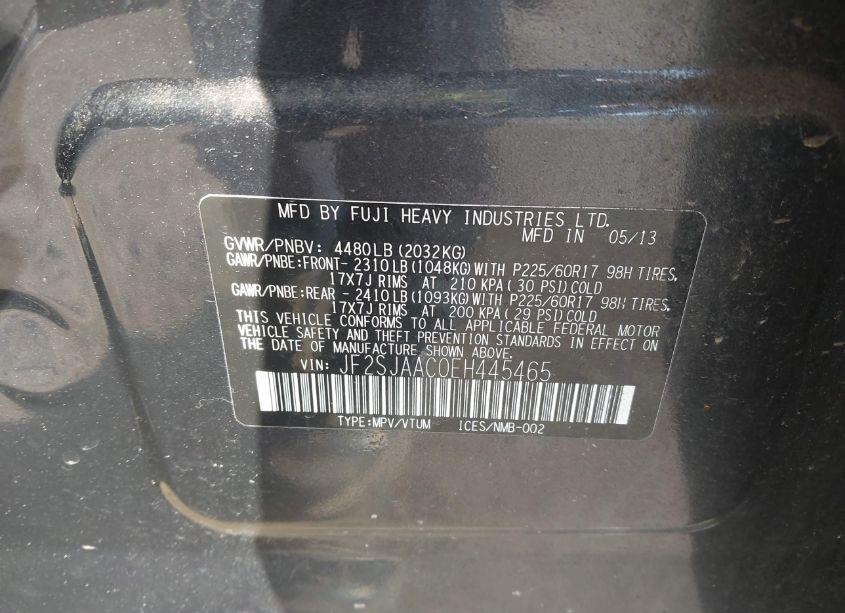 MFD BY FUJI HEAVY INDUSTRIES LTD.
MFD IN 05/13
GVWR/PNBV: 4480LB(2032KG)
GAWR/PNBE:FRONT- 2310LB(1048KG)WITH P225/60R17 98H TIRES,
17X7J RIMS AT 210 KPA(30 PSI)COLD
GAWR/PNBE:REAR - 2410LB(1093KG)WITH P225/60R17 98H TIRES,
17X7J RIMS AT 200 KPA(29 PSI)COLD
THIS VEHICLE CONFORMS TO ALL APPLICABLE FEDERAL MOTOR
VEHICLE SAFETY AND THEFT PREVENTION STANDARDS IN EFFECT ON
THE DATE OF MANUFACTURE SHOWN ABOVE.
VIN: JF2SJAAC0EH445465
TYPE:MPV/VTUM ICES/NMB-002